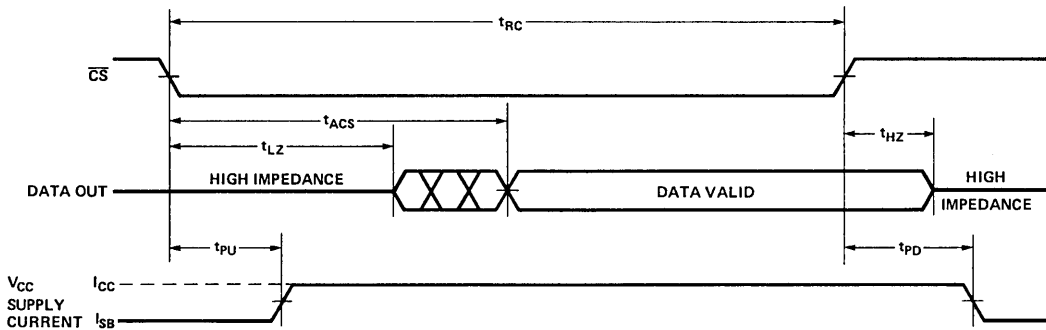 tRC
CS
tACS
tLZ
tHZ
DATA OUT
HIGH IMPEDANCE
DATA VALID
HIGH
IMPEDANCE
tPU
tPD
VCC
SUPPLY
CURRENT
ICC
ISB